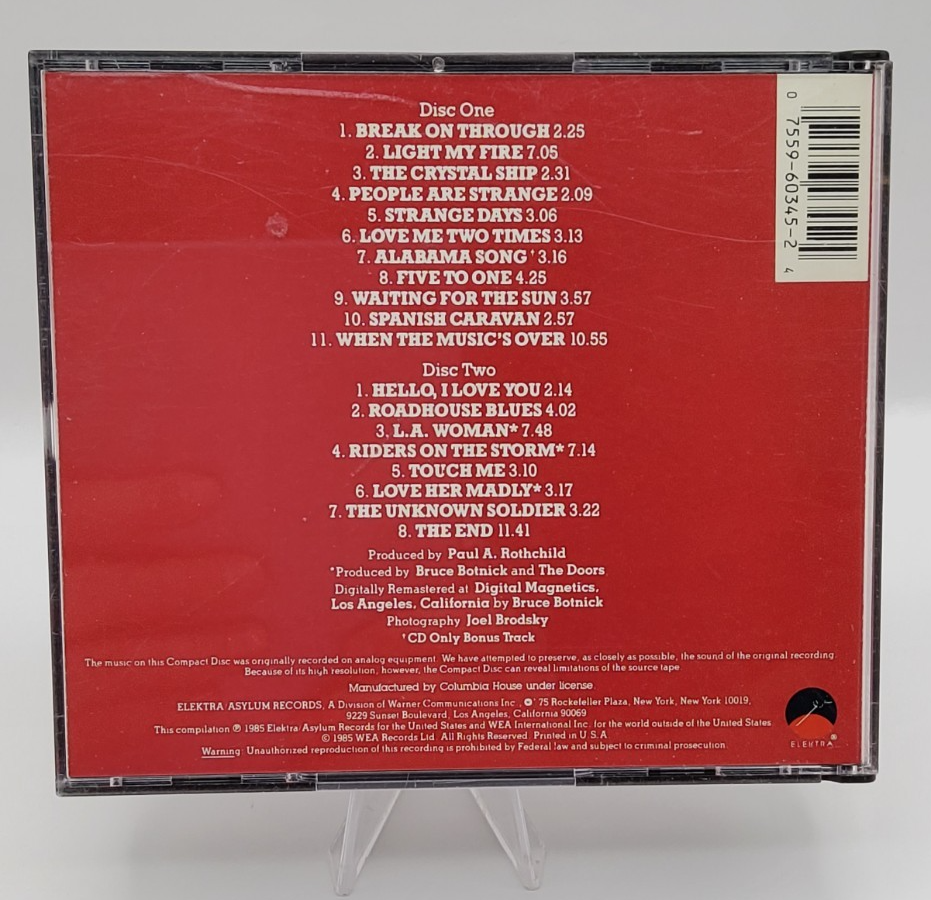 Disc One
1. BREAK ON THROUGH 2.25
2. LIGHT MY FIRE 7.05
3. THE CRYSTAL SHIP 2.31
4. PEOPLE ARE STRANGE 2.09
5. STRANGE DAYS 3.06
6. LOVE ME TWO TIMES 3.13
7. ALABAMA SONG † 3.16
8. FIVE TO ONE 4.25
9. WAITING FOR THE SUN 3.57
10. SPANISH CARAVAN 2.57
11. WHEN THE MUSIC'S OVER 10.55
Disc Two
1. HELLO, I LOVE YOU 2.14
2. ROADHOUSE BLUES 4.02
3. L.A. WOMAN* 7.48
4. RIDERS ON THE STORM* 7.14
5. TOUCH ME 3.10
6. LOVE HER MADLY* 3.17
7. THE UNKNOWN SOLDIER 3.22
8. THE END 11.41
Produced by Paul A. Rothchild
*Produced by Bruce Botnick and The Doors
Digitally Remastered at Digital Magnetics,
Los Angeles, California by Bruce Botnick
Photography Joel Brodsky
†CD Only Bonus Track
The music on this Compact Disc was originally recorded on analog equipment. We have attempted to preserve, as closely as possible, the sound of the original recording.
Because of its high resolution, however, the Compact Disc can reveal limitations of the source tape.
Manufactured by Columbia House under license.
ELEKTRA/ASYLUM RECORDS, A Division of Warner Communications Inc., 75 Rockefeller Plaza, New York, New York 10019,
9229 Sunset Boulevard, Los Angeles, California 90069
This compilation ℗ 1985 Elektra/Asylum Records for the United States and WEA International Inc. for the world outside of the United States.
© 1985 WEA Records Ltd. All Rights Reserved. Printed in U.S.A.
Warning: Unauthorized reproduction of this recording is prohibited by Federal law and subject to criminal prosecution.
0 7559-60345-2 4
ELEKTRA ®